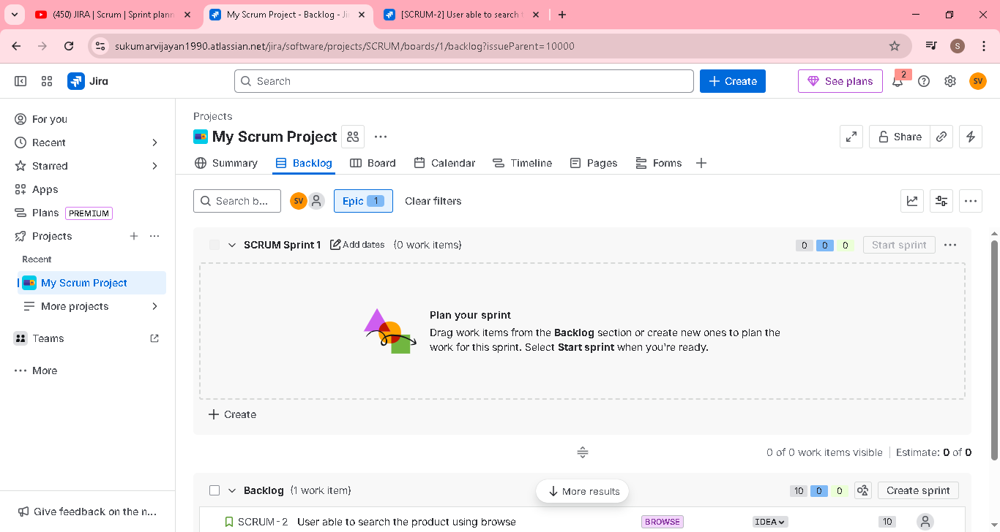 (450) JIRA | Scrum | Sprint plann
My Scrum Project - Backlog - Ji
[SCRUM-2] User able to search t
sukumarvijayan1990.atlassian.net/jira/software/projects/SCRUM/boards/1/backlog?issueParent=10000
S
Jira
Search
Create
See plans
2
SV
For you
Recent
Starred
Apps
Plans PREMIUM
Projects
Recent
My Scrum Project
More projects
Teams
More
Give feedback on the n...
Projects
My Scrum Project
Share
Summary
Backlog
Board
Calendar
Timeline
Pages
Forms
Search b...
SV
Epic 1
Clear filters
SCRUM Sprint 1 Add dates (0 work items)
0 0 0 Start sprint
Plan your sprint
Drag work items from the Backlog section or create new ones to plan the
work for this sprint. Select Start sprint when you're ready.
Create
0 of 0 work items visible Estimate: 0 of 0
Backlog (1 work item)
More results
10 0 0 Create sprint
SCRUM-2 User able to search the product using browse BROWSE IDEA 10